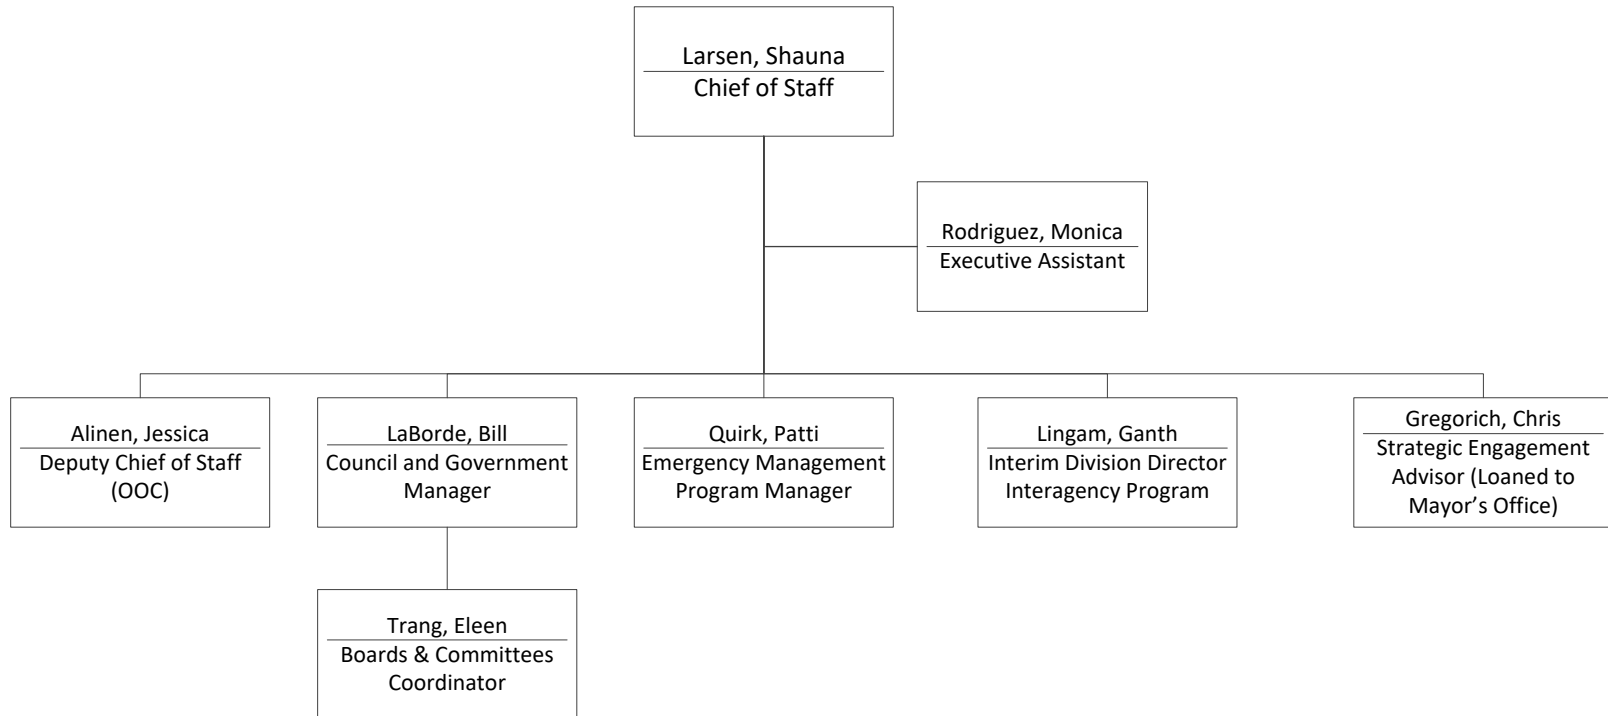 Larsen, Shauna
Chief of Staff
Rodriguez, Monica
Executive Assistant
Alinen, Jessica
Deputy Chief of Staff
(OOC)
LaBorde, Bill
Council and Government
Manager
Quirk, Patti
Emergency Management
Program Manager
Lingam, Ganth
Interim Division Director
Interagency Program
Gregorich, Chris
Strategic Engagement
Advisor (Loaned to
Mayor’s Office)
Trang, Eleen
Boards & Committees
Coordinator